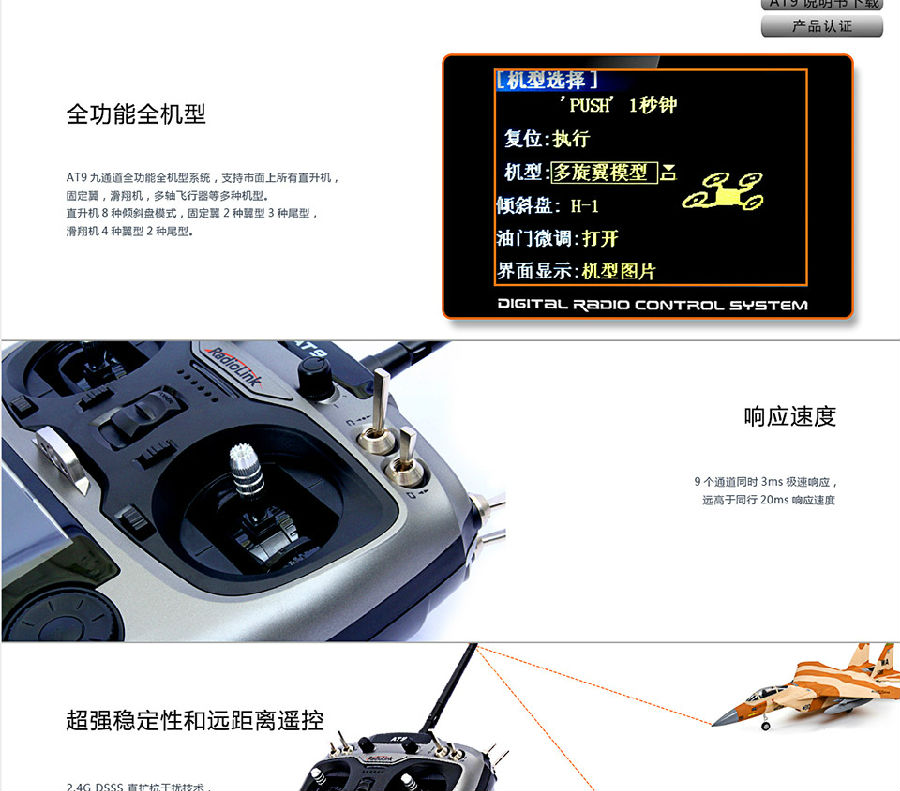 AT9 说明书下载
产品认证
全功能全机型
AT9 九通道全功能全机型系统，支持市面上所有直升机，
固定翼，滑翔机，多轴飞行器等多种机型。
直升机 8 种倾斜盘模式，固定翼 2 种翼型 3 种尾型，
滑翔机 4 种翼型 2 种尾型。
[机型选择]
'PUSH' 1秒钟
复位:执行
机型:多旋翼模型
倾斜盘: H-1
油门微调:打开
界面显示:机型图片
DIGITAL RADIO CONTROL SYSTEM
AT9
RadioLink
响应速度
9 个通道同时 3ms 极速响应，
远高于同行 20ms 响应速度
超强稳定性和远距离遥控
2.4G DSSS 直扩抗干扰技术，
AT9
RadioLink